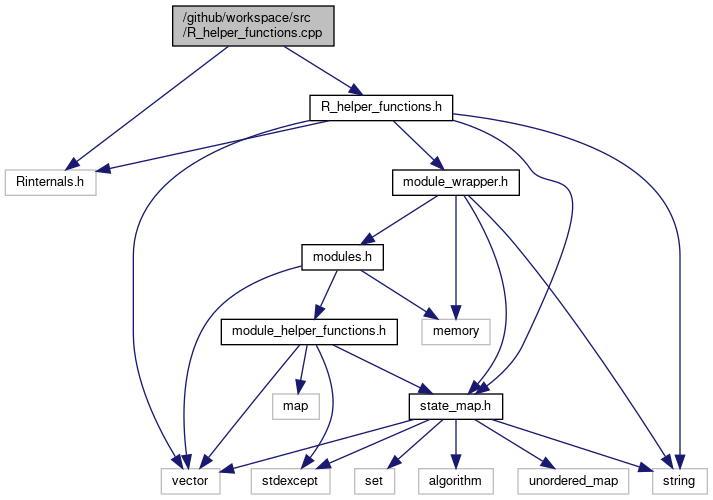 /github/workspace/src
/R_helper_functions.cpp
R_helper_functions.h
Rinternals.h
module_wrapper.h
modules.h
module_helper_functions.h
memory
map
state_map.h
vector
stdexcept
set
algorithm
unordered_map
string